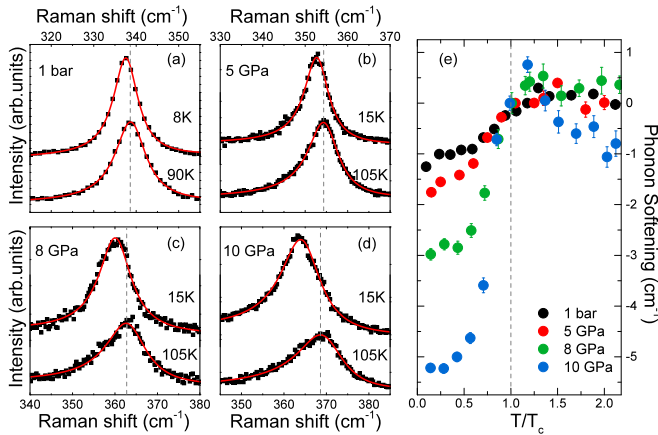 Raman shift (cm⁻¹) Raman shift (cm⁻¹)
320 330 340 350 340 350 360 370
1 bar (a) 5 GPa (b) (e)
8K 15K
90K 105K
Intensity (arb.units)
8 GPa (c) 10 GPa (d)
15K 15K
105K 105K
Intensity (arb.units)
340 350 360 370 380 350 360 370 380
Raman shift (cm⁻¹) Raman shift (cm⁻¹)
1
0
-1
-2
-3
-4
-5
Phonon Softening (cm⁻¹)
1 bar
5 GPa
8 GPa
10 GPa
0.0 0.5 1.0 1.5 2.0
T/Tc